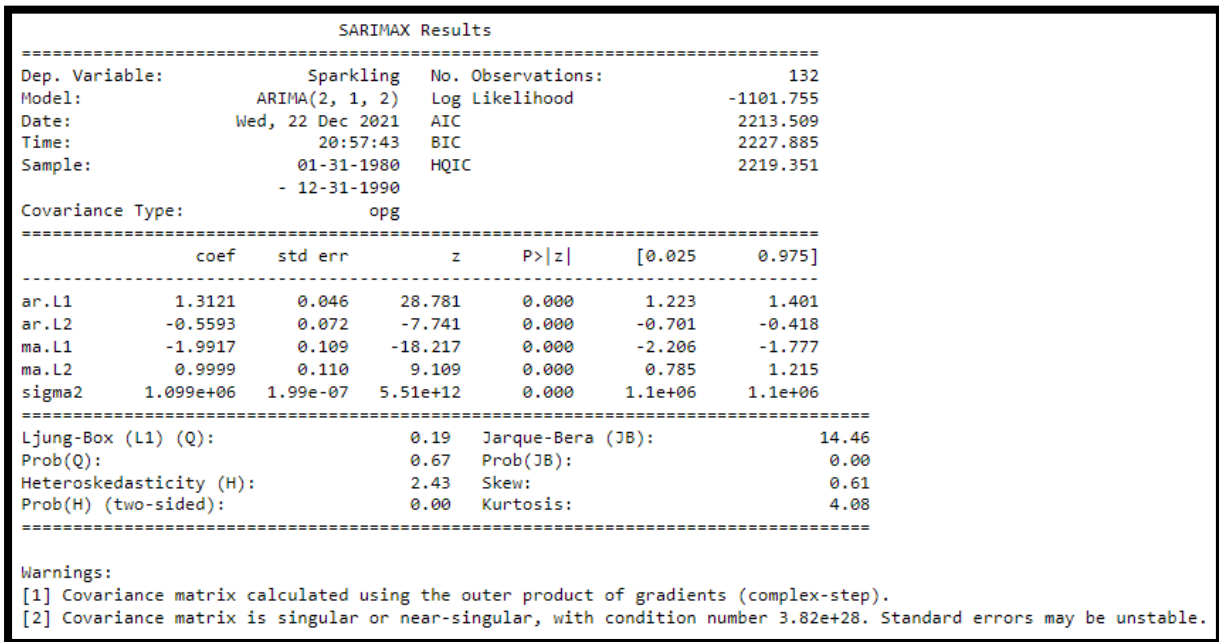 SARIMAX Results
==============================================================================
Dep. Variable: Sparkling No. Observations: 132
Model: ARIMA(2, 1, 2) Log Likelihood -1101.755
Date: Wed, 22 Dec 2021 AIC 2213.509
Time: 20:57:43 BIC 2227.885
Sample: 01-31-1980 HQIC 2219.351
- 12-31-1990
Covariance Type: opg
==============================================================================
coef std err z P>|z| [0.025 0.975]
------------------------------------------------------------------------------
ar.L1 1.3121 0.046 28.781 0.000 1.223 1.401
ar.L2 -0.5593 0.072 -7.741 0.000 -0.701 -0.418
ma.L1 -1.9917 0.109 -18.217 0.000 -2.206 -1.777
ma.L2 0.9999 0.110 9.109 0.000 0.785 1.215
sigma2 1.099e+06 1.99e-07 5.51e+12 0.000 1.1e+06 1.1e+06
===================================================================================
Ljung-Box (L1) (Q): 0.19 Jarque-Bera (JB): 14.46
Prob(Q): 0.67 Prob(JB): 0.00
Heteroskedasticity (H): 2.43 Skew: 0.61
Prob(H) (two-sided): 0.00 Kurtosis: 4.08
===================================================================================
Warnings:
[1] Covariance matrix calculated using the outer product of gradients (complex-step).
[2] Covariance matrix is singular or near-singular, with condition number 3.82e+28. Standard errors may be unstable.